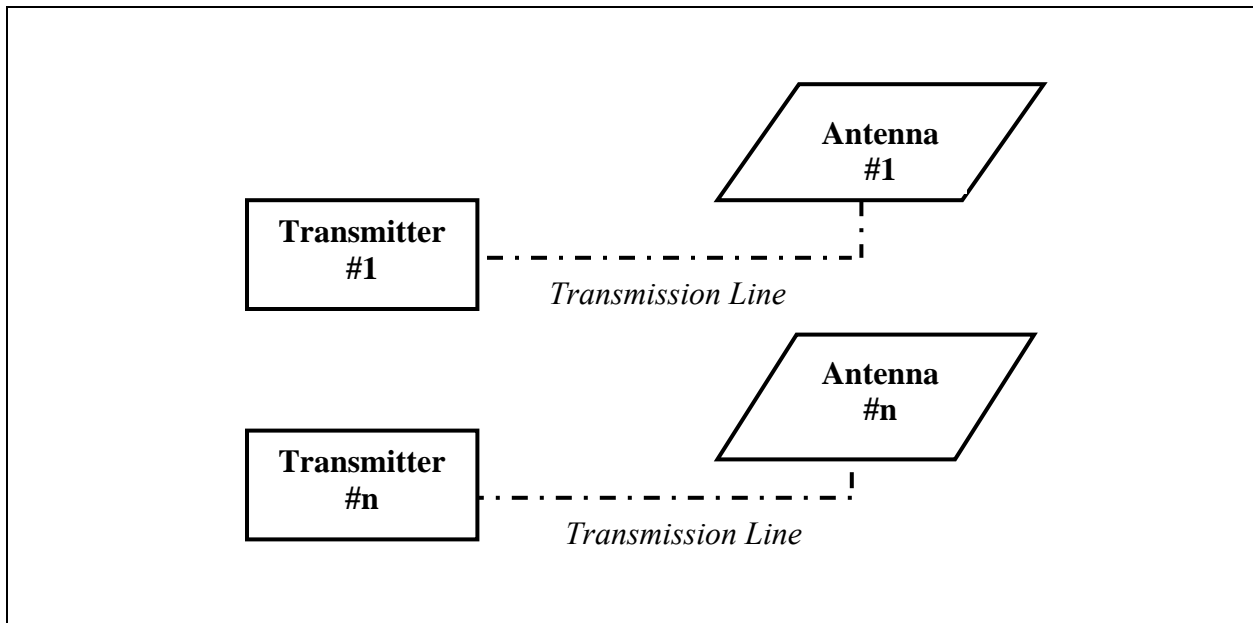 Antenna
#1
Transmitter
#1
Transmission Line
Antenna
#n
Transmitter
#n
Transmission Line